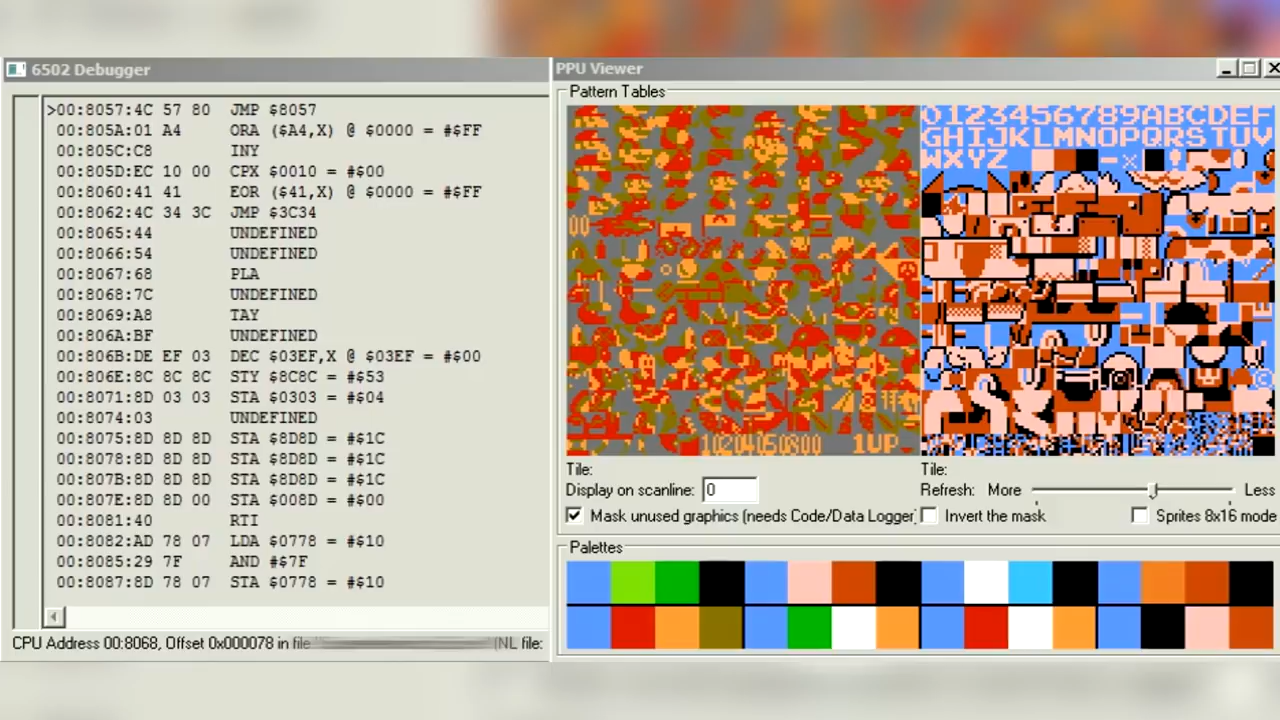 6502 Debugger
>00:8057:4C 57 80 JMP $8057
00:805A:01 A4 ORA ($A4,X) @ $0000 = #$FF
00:805C:C8 INY
00:805D:EC 10 00 CPX $0010 = #$00
00:8060:41 41 EOR ($41,X) @ $0000 = #$FF
00:8062:4C 34 3C JMP $3C34
00:8065:44 UNDEFINED
00:8066:54 UNDEFINED
00:8067:68 PLA
00:8068:7C UNDEFINED
00:8069:A8 TAY
00:806A:BF UNDEFINED
00:806B:DE EF 03 DEC $03EF,X @ $03EF = #$00
00:806E:8C 8C 8C STY $8C8C = #$53
00:8071:8D 03 03 STA $0303 = #$04
00:8074:03 UNDEFINED
00:8075:8D 8D 8D STA $8D8D = #$1C
00:8078:8D 8D 8D STA $8D8D = #$1C
00:807B:8D 8D 8D STA $8D8D = #$1C
00:807E:8D 8D 00 STA $008D = #$00
00:8081:40 RTI
00:8082:AD 78 07 LDA $0778 = #$10
00:8085:29 7F AND #$7F
00:8087:8D 78 07 STA $0778 = #$10
CPU Address 00:8068, Offset 0x000078 in file
(NL file:
PPU Viewer
Pattern Tables
00
10204050800 1UP
0123456789ABCDEF
GHIJKLMNOPQRSTUV
WXYZ
Tile:
Display on scanline: 0
Mask unused graphics (needs Code/Data Logger)
Tile:
Refresh: More Less
Invert the mask
Sprites 8x16 mode
Palettes